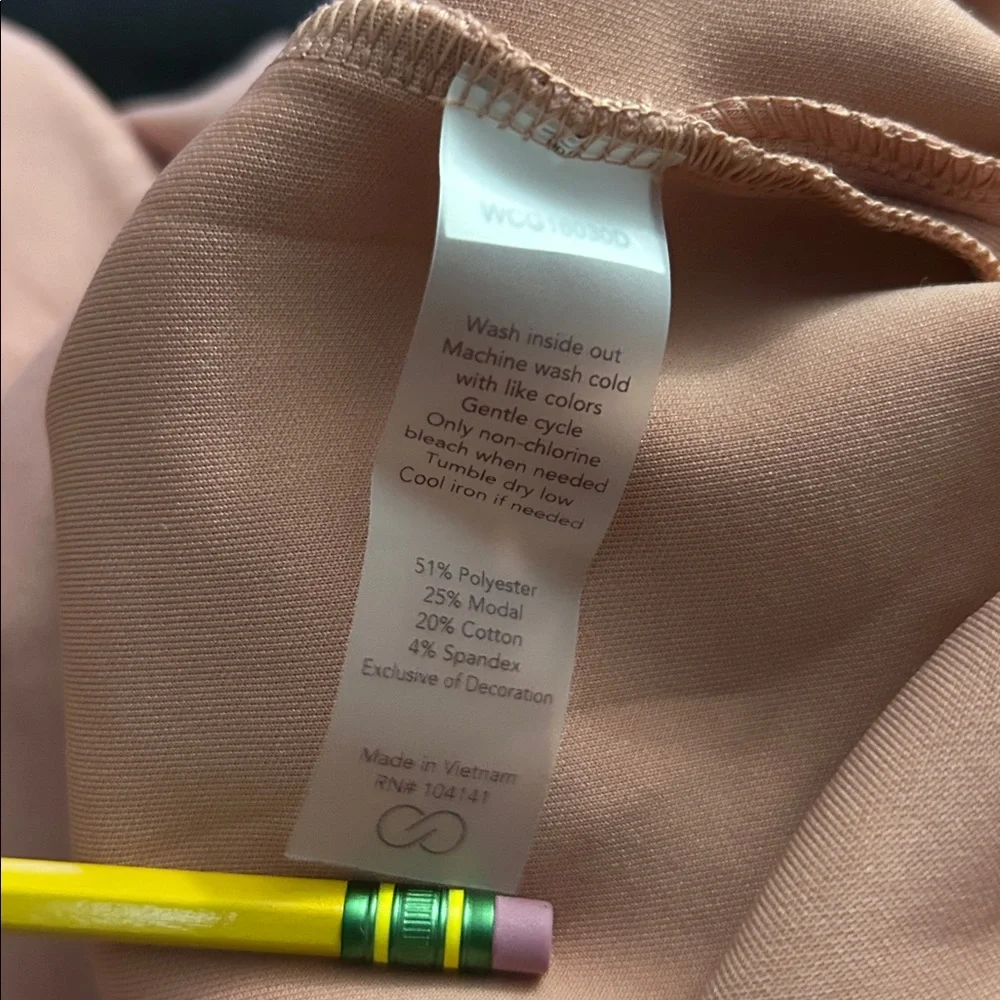 Wash inside out
Machine wash cold
with like colors
Gentle cycle
Only non-chlorine
bleach when needed
Tumble dry low
Cool iron if needed
51% Polyester
25% Modal
20% Cotton
4% Spandex
Exclusive of Decoration
Made in Vietnam
RN# 104141